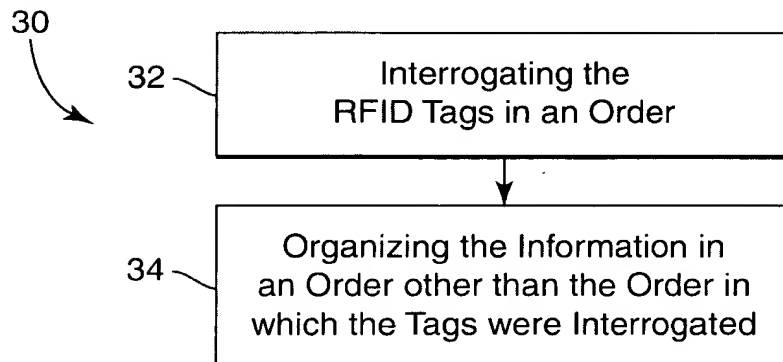 30
32
Interrogating the
RFID Tags in an Order
34
Organizing the Information in
an Order other than the Order in
which the Tags were Interrogated